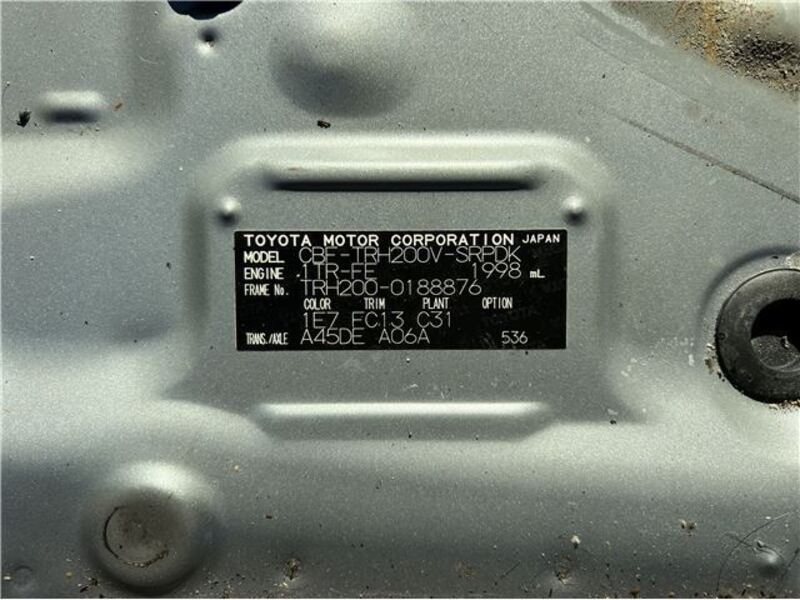 TOYOTA MOTOR CORPORATION JAPAN
MODEL CBF-TRH200V-SRPDK
ENGINE 1TR-FE 1998 mL
FRAME No. TRH200-0188876
COLOR TRIM PLANT OPTION
1E7 FC13 C31
TRANS./AXLE A45DE A06A 536